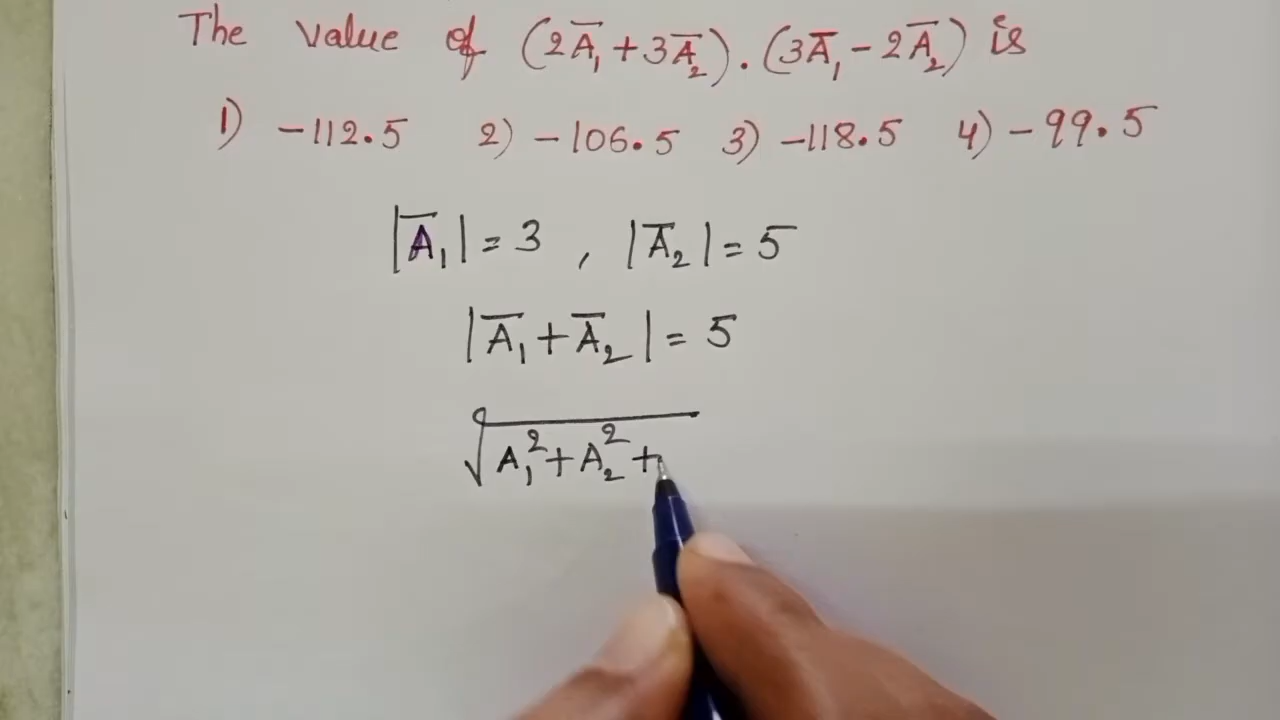 The value of (2A̅₁ + 3A̅₂) . (3A̅₁ - 2A̅₂) is
1) -112.5 2) -106.5 3) -118.5 4) -99.5
|A̅₁| = 3 , |A̅₂| = 5
|A̅₁ + A̅₂| = 5
√A₁² + A₂² +